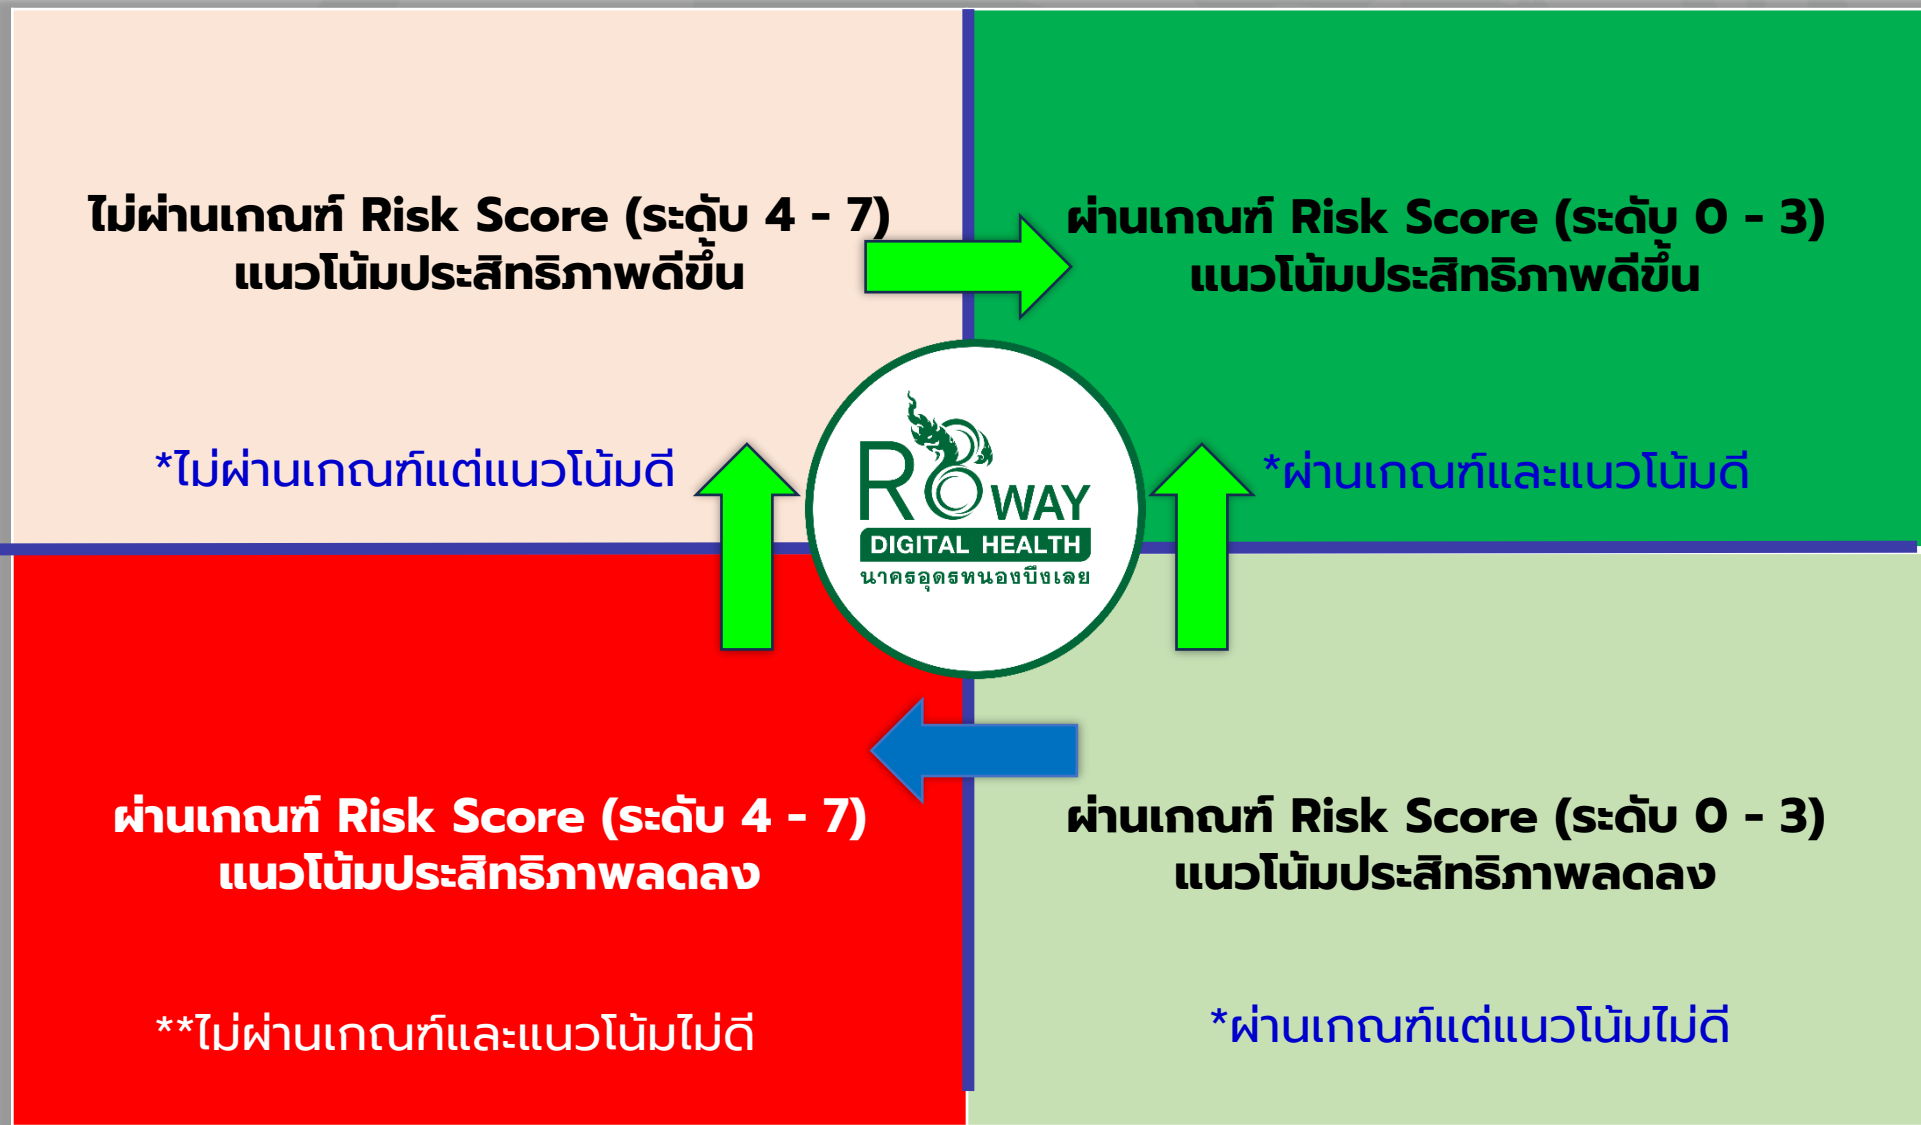 ไม่ผ่านเกณฑ์ Risk Score (ระดับ 4 - 7)
แนวโน้มประสิทธิภาพดีขึ้น
*ไม่ผ่านเกณฑ์แต่แนวโน้มดี
ผ่านเกณฑ์ Risk Score (ระดับ 0 - 3)
แนวโน้มประสิทธิภาพดีขึ้น
*ผ่านเกณฑ์และแนวโน้มดี
R8 WAY
DIGITAL HEALTH
นาครอุดรหนองบึงเลย
ผ่านเกณฑ์ Risk Score (ระดับ 4 - 7)
แนวโน้มประสิทธิภาพลดลง
**ไม่ผ่านเกณฑ์และแนวโน้มไม่ดี
ผ่านเกณฑ์ Risk Score (ระดับ 0 - 3)
แนวโน้มประสิทธิภาพลดลง
*ผ่านเกณฑ์แต่แนวโน้มไม่ดี